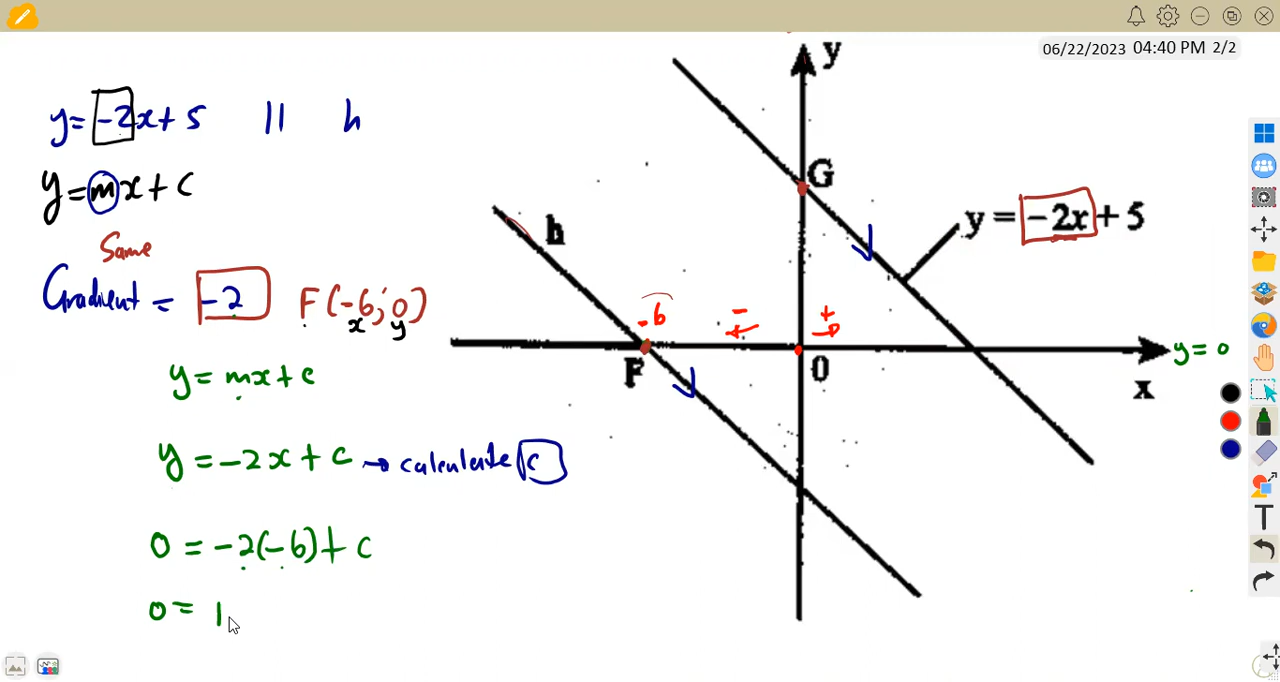 06/22/2023 04:40 PM 2/2
y = -2x + 5 || h
y = mx + c
Same
Gradient = -2
F(-6; 0)
x y
y = mx + c
y = -2x + c → calculate c
0 = -2(-6) + c
0 = 1
y
G
h
y = -2x + 5
-6
-
+
F
0
x
y = 0
T